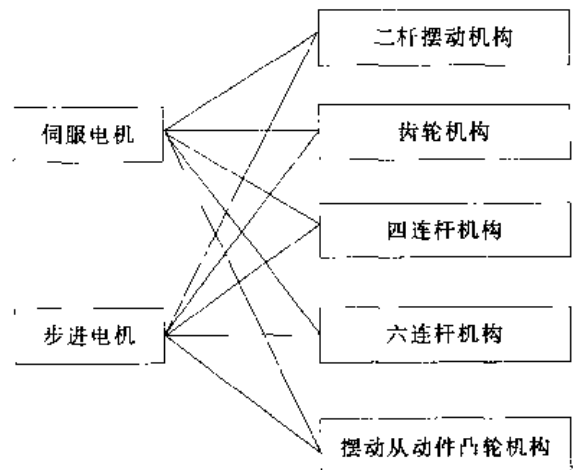 二杆摆动机构
伺服电机
齿轮机构
四连杆机构
步进电机
六连杆机构
摆动从动件凸轮机构